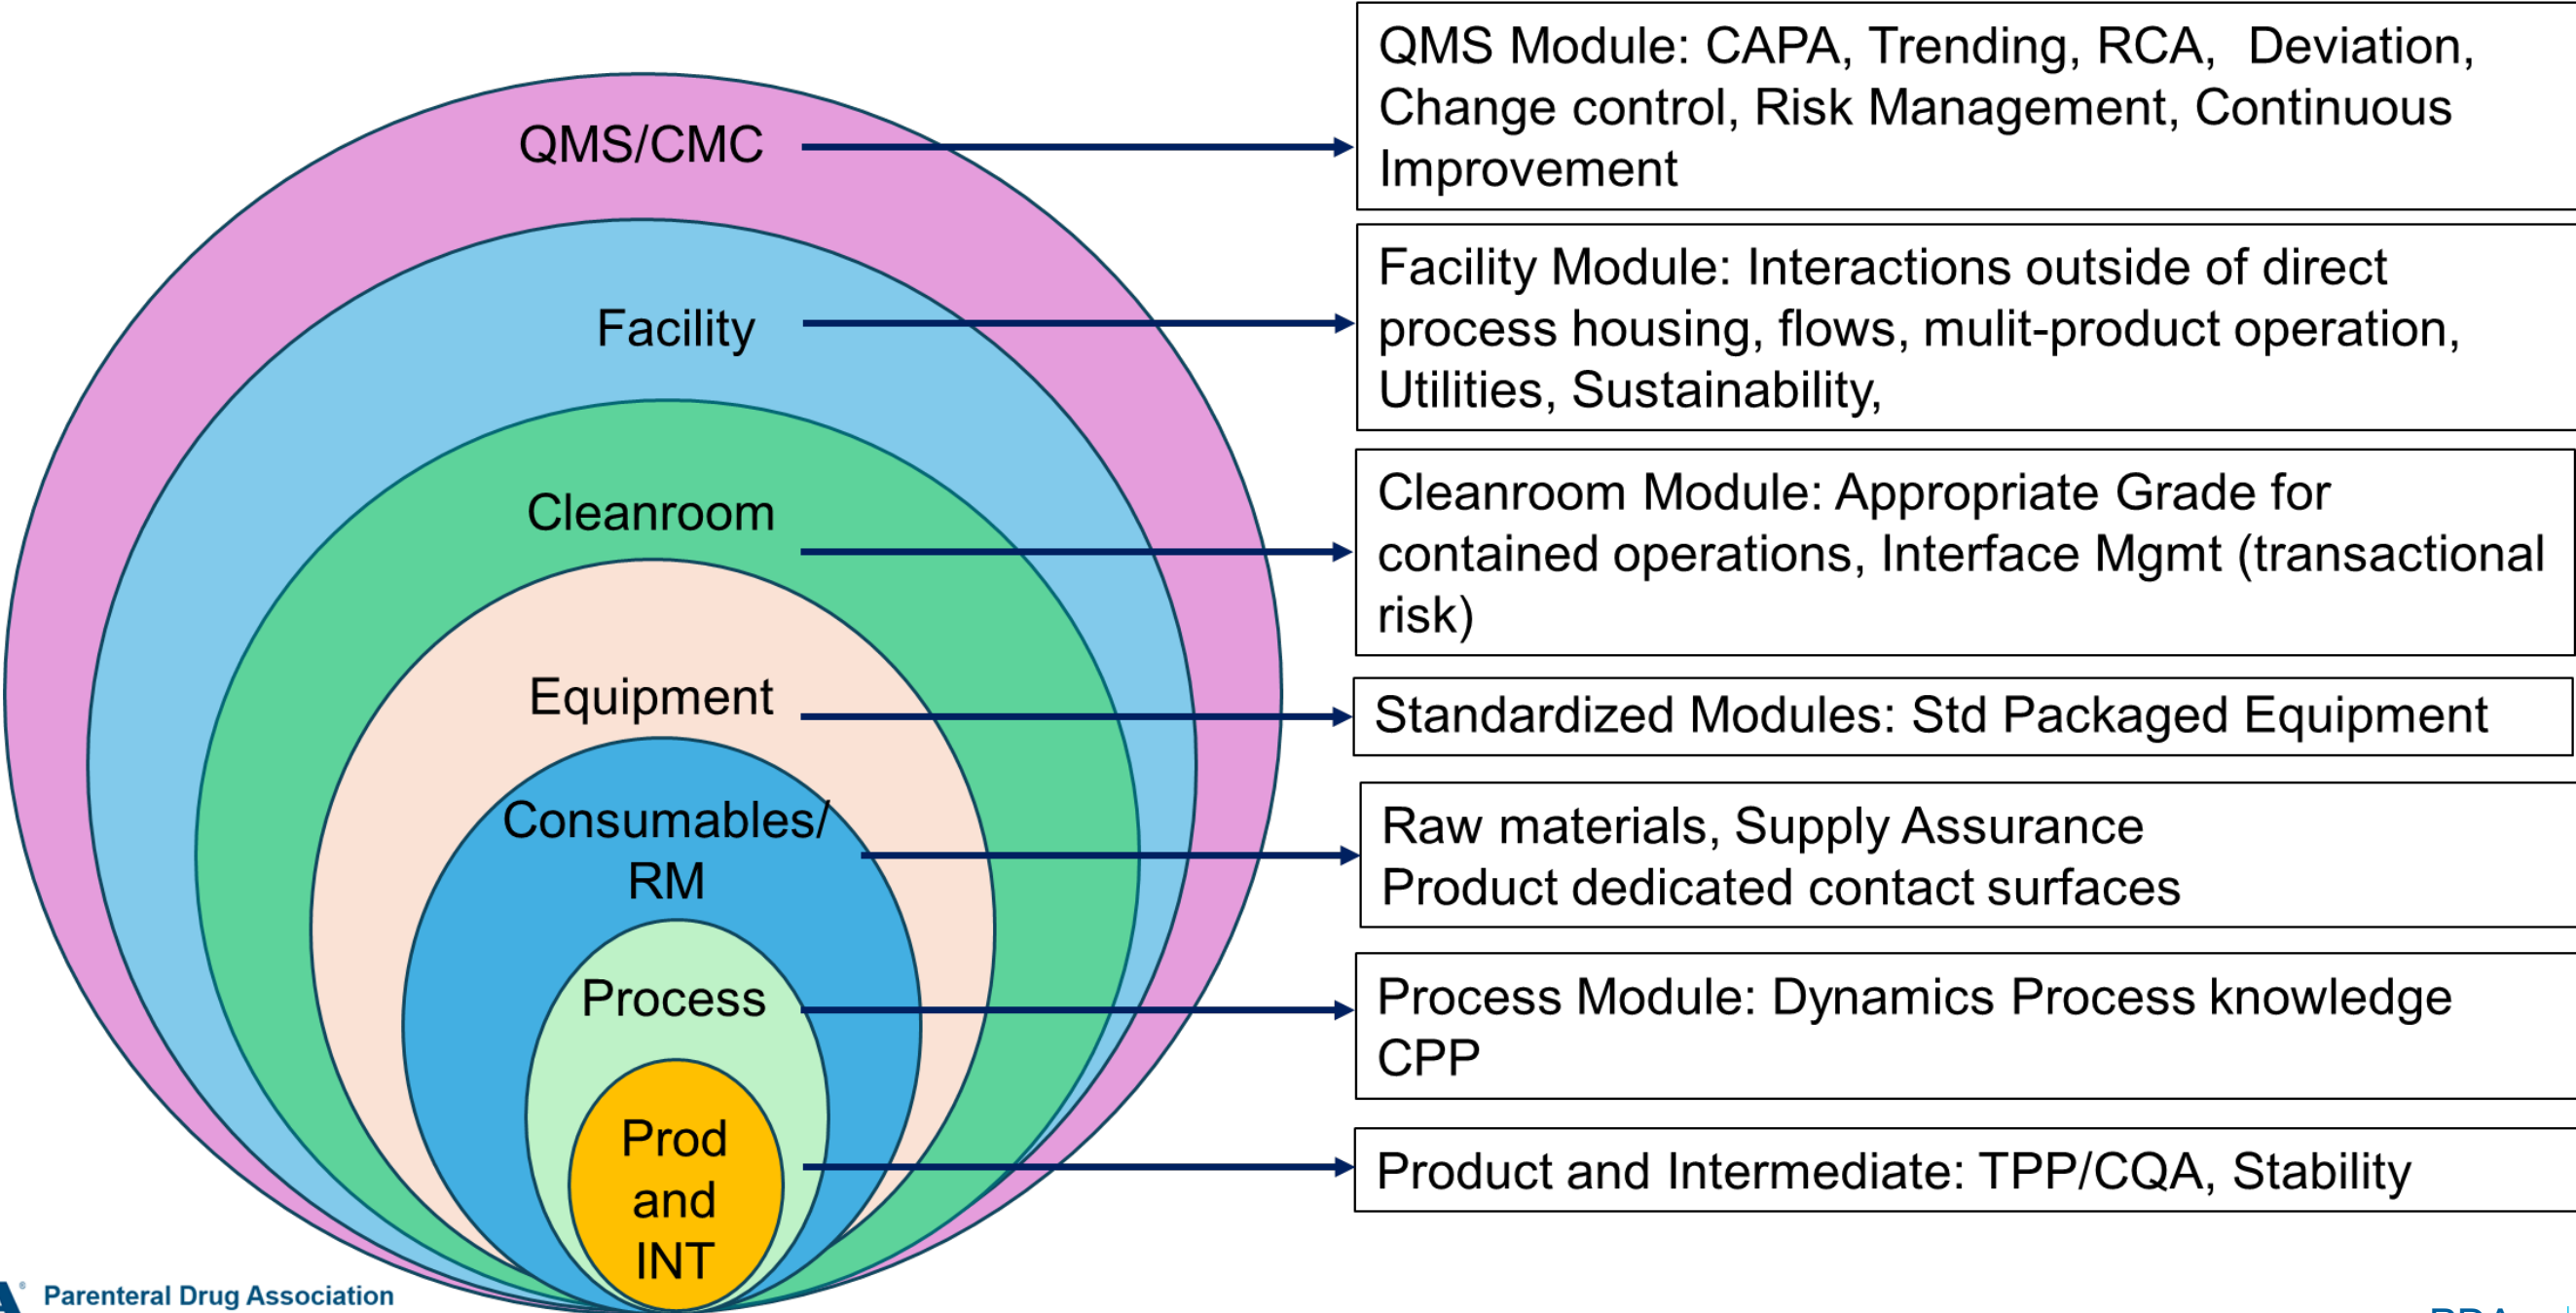 QMS/CMC
Facility
Cleanroom
Equipment
Consumables/
RM
Process
Prod
and
INT
QMS Module: CAPA, Trending, RCA, Deviation,
Change control, Risk Management, Continuous
Improvement
Facility Module: Interactions outside of direct
process housing, flows, mulit-product operation,
Utilities, Sustainability,
Cleanroom Module: Appropriate Grade for
contained operations, Interface Mgmt (transactional
risk)
Standardized Modules: Std Packaged Equipment
Raw materials, Supply Assurance
Product dedicated contact surfaces
Process Module: Dynamics Process knowledge
CPP
Product and Intermediate: TPP/CQA, Stability
Parenteral Drug Association